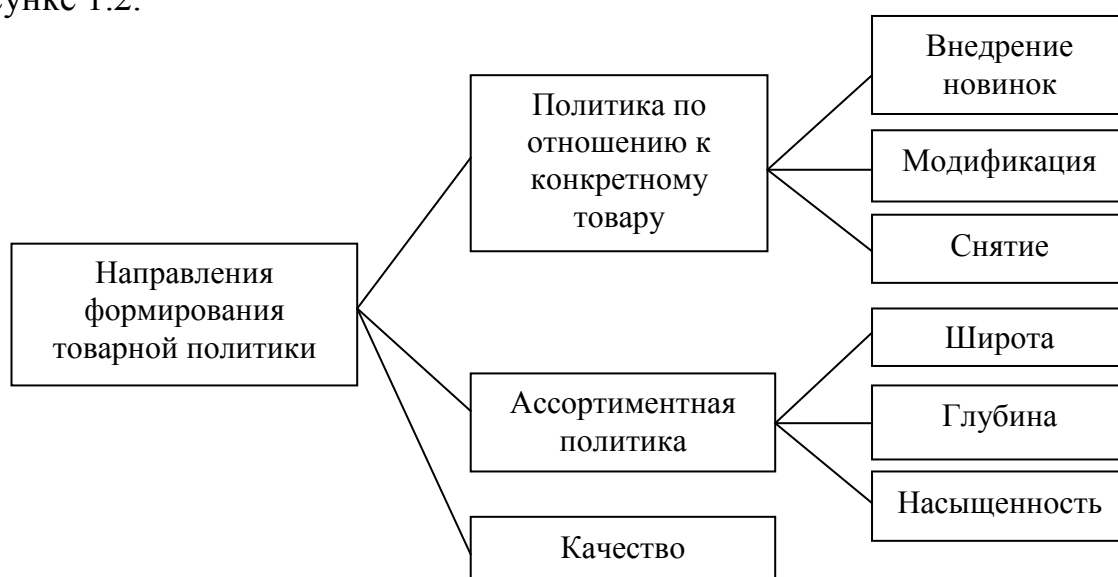 1.2.
Внедрение
новинок
Политика по
отношению к
конкретному
товару
Модификация
Снятие
Направления
формирования
товарной политики
Широта
Ассортиментная
политика
Глубина
Насыщенность
Качество